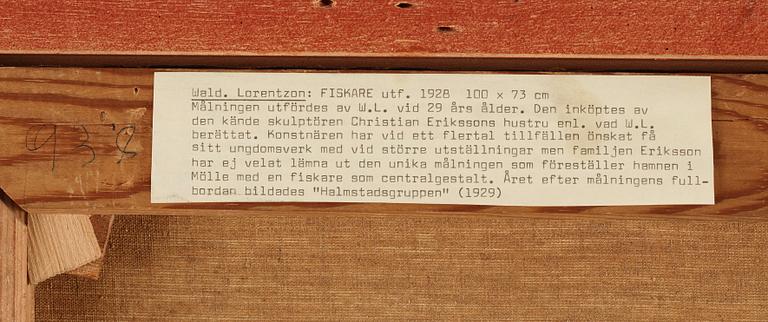 Wald. Lorentzon: FISKARE utf. 1928 100 x 73 cm
Målningen utfördes av W.L. vid 29 års ålder. Den inköptes av
den kände skulptören Christian Erikssons hustru enl. vad W.L.
berättat. Konstnären har vid ett flertal tillfällen önskat få
sitt ungdomsverk med vid större utställningar men familjen Eriksson
har ej velat lämna ut den unika målningen som föreställer hamnen i
Mölle med en fiskare som centralgestalt. Året efter målningens full-
bordan bildades "Halmstadsgruppen" (1929)